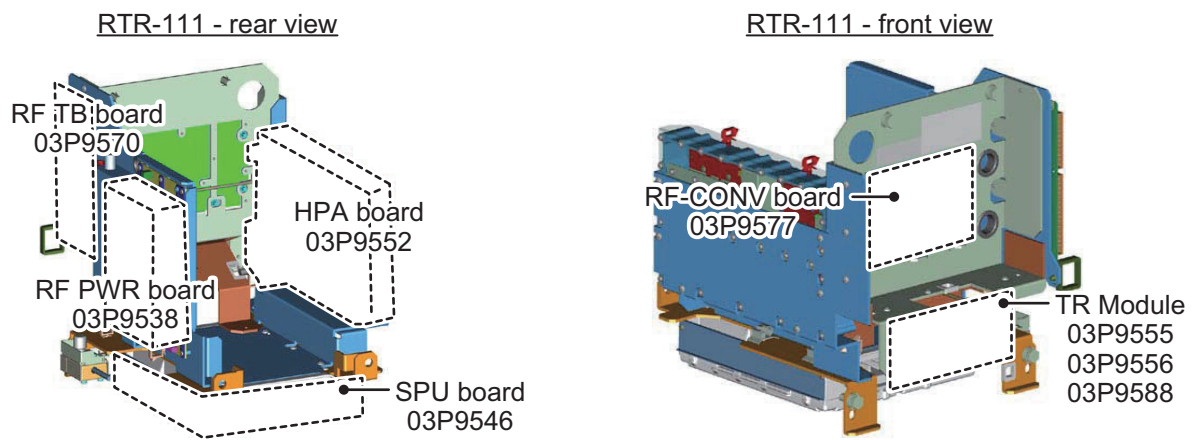 RTR-111 - rear view
RF TB board
03P9570
HPA board
03P9552
RF PWR board
03P9538
SPU board
03P9546
RTR-111 - front view
RF-CONV board
03P9577
TR Module
03P9555
03P9556
03P9588